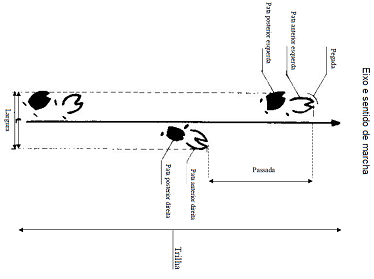 Eixo e sentido de marcha
Pegada
Pata anterior esquerda
Pata posterior esquerda
Largura
Pata posterior direita
Pata anterior direita
Passada
Trilha